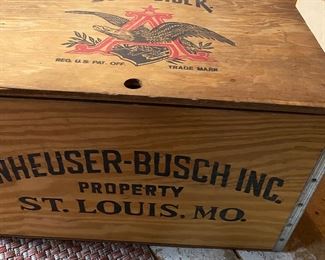 REG. U.S. PAT. OFF. TRADE MARK
NHEUSER-BUSCH INC.
PROPERTY
ST. LOUIS, MO.